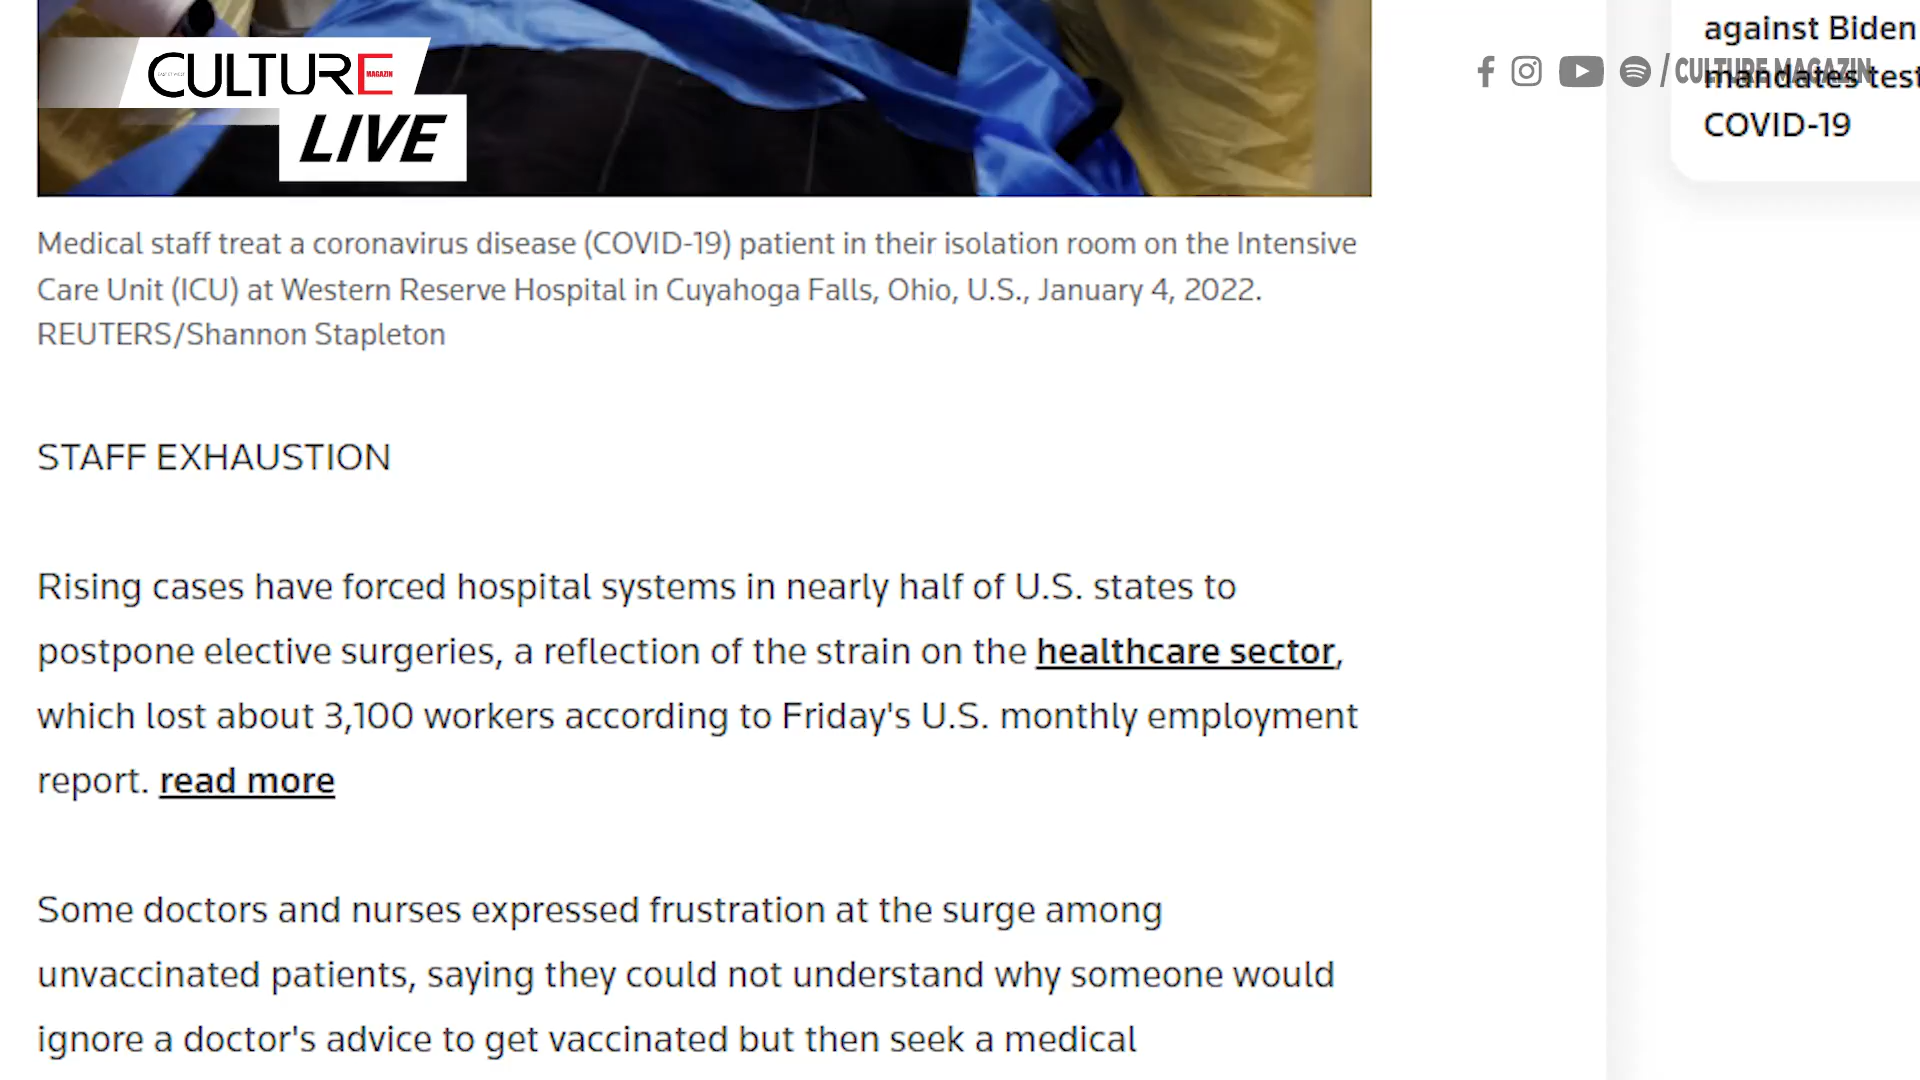 CULTURE
MAGAZIN
LIVE
/ CULTURE MAGAZIN
against Biden
mandates test
COVID-19
Medical staff treat a coronavirus disease (COVID-19) patient in their isolation room on the Intensive
Care Unit (ICU) at Western Reserve Hospital in Cuyahoga Falls, Ohio, U.S., January 4, 2022.
REUTERS/Shannon Stapleton
STAFF EXHAUSTION
Rising cases have forced hospital systems in nearly half of U.S. states to
postpone elective surgeries, a reflection of the strain on the healthcare sector,
which lost about 3,100 workers according to Friday's U.S. monthly employment
report. read more
Some doctors and nurses expressed frustration at the surge among
unvaccinated patients, saying they could not understand why someone would
ignore a doctor's advice to get vaccinated but then seek a medical